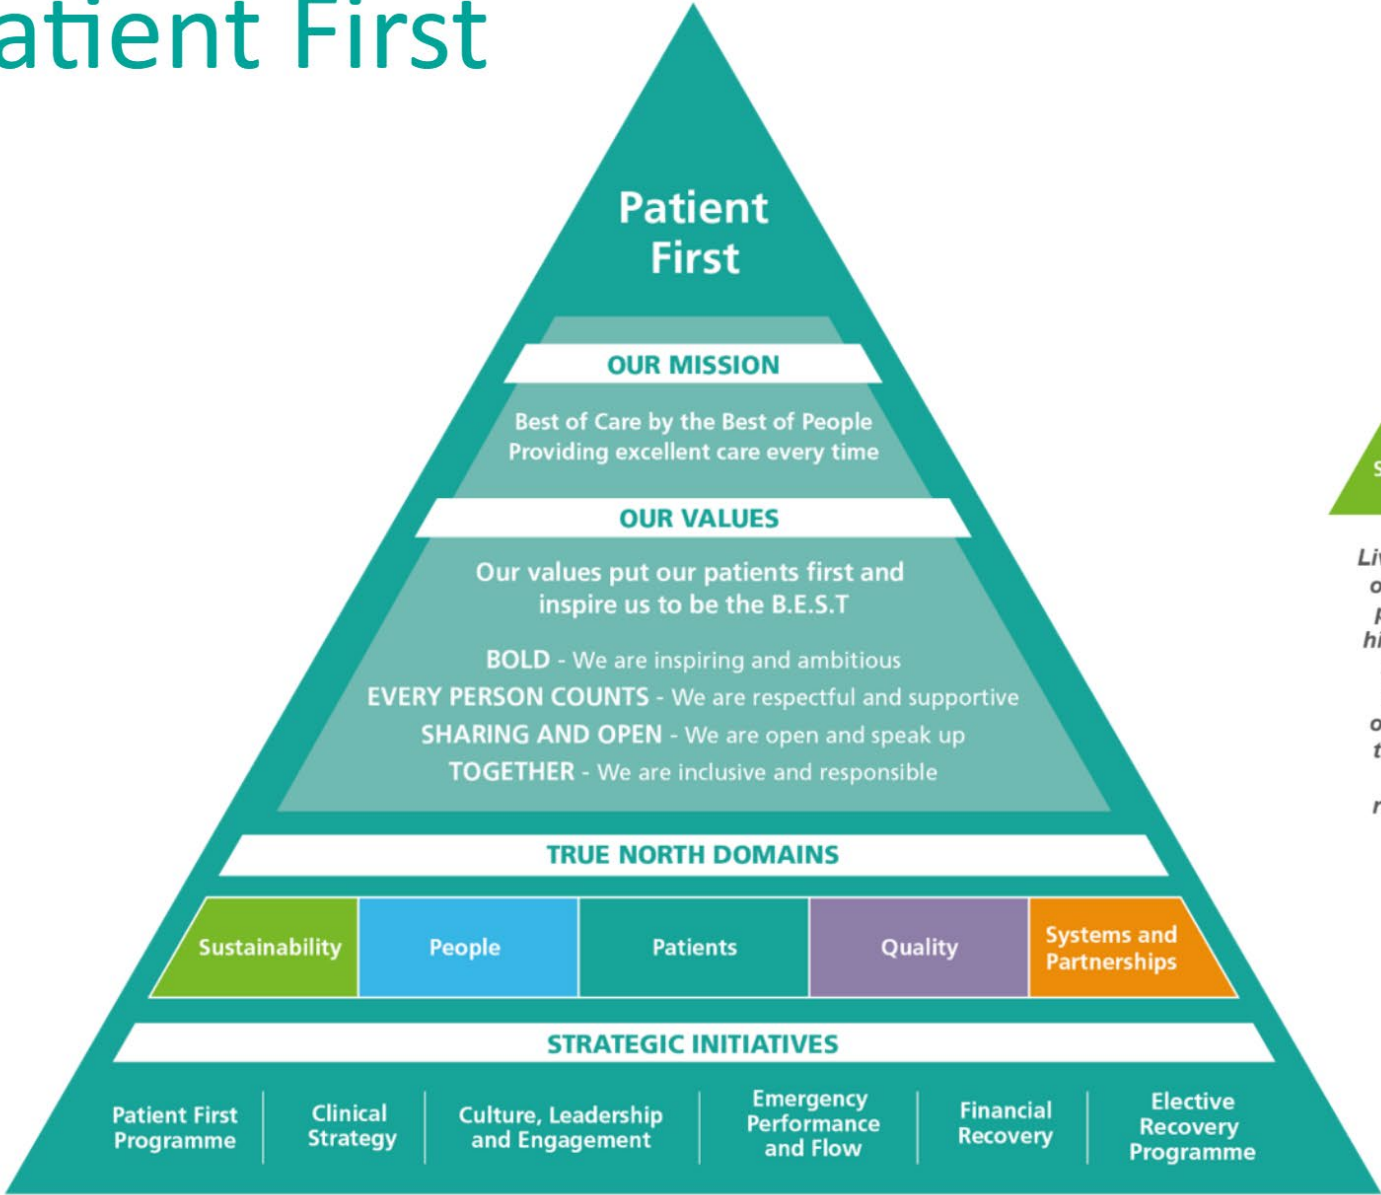 atient First
Patient
First
OUR MISSION
Best of Care by the Best of People
Providing excellent care every time
OUR VALUES
Our values put our patients first and
inspire us to be the B.E.S.T
BOLD - We are inspiring and ambitious
EVERY PERSON COUNTS - We are respectful and supportive
SHARING AND OPEN - We are open and speak up
TOGETHER - We are inclusive and responsible
TRUE NORTH DOMAINS
Sustainability
People
Patients
Quality
Systems and
Partnerships
STRATEGIC INITIATIVES
Patient First
Programme
Clinical
Strategy
Culture, Leadership
and Engagement
Emergency
Performance
and Flow
Financial
Recovery
Elective
Recovery
Programme